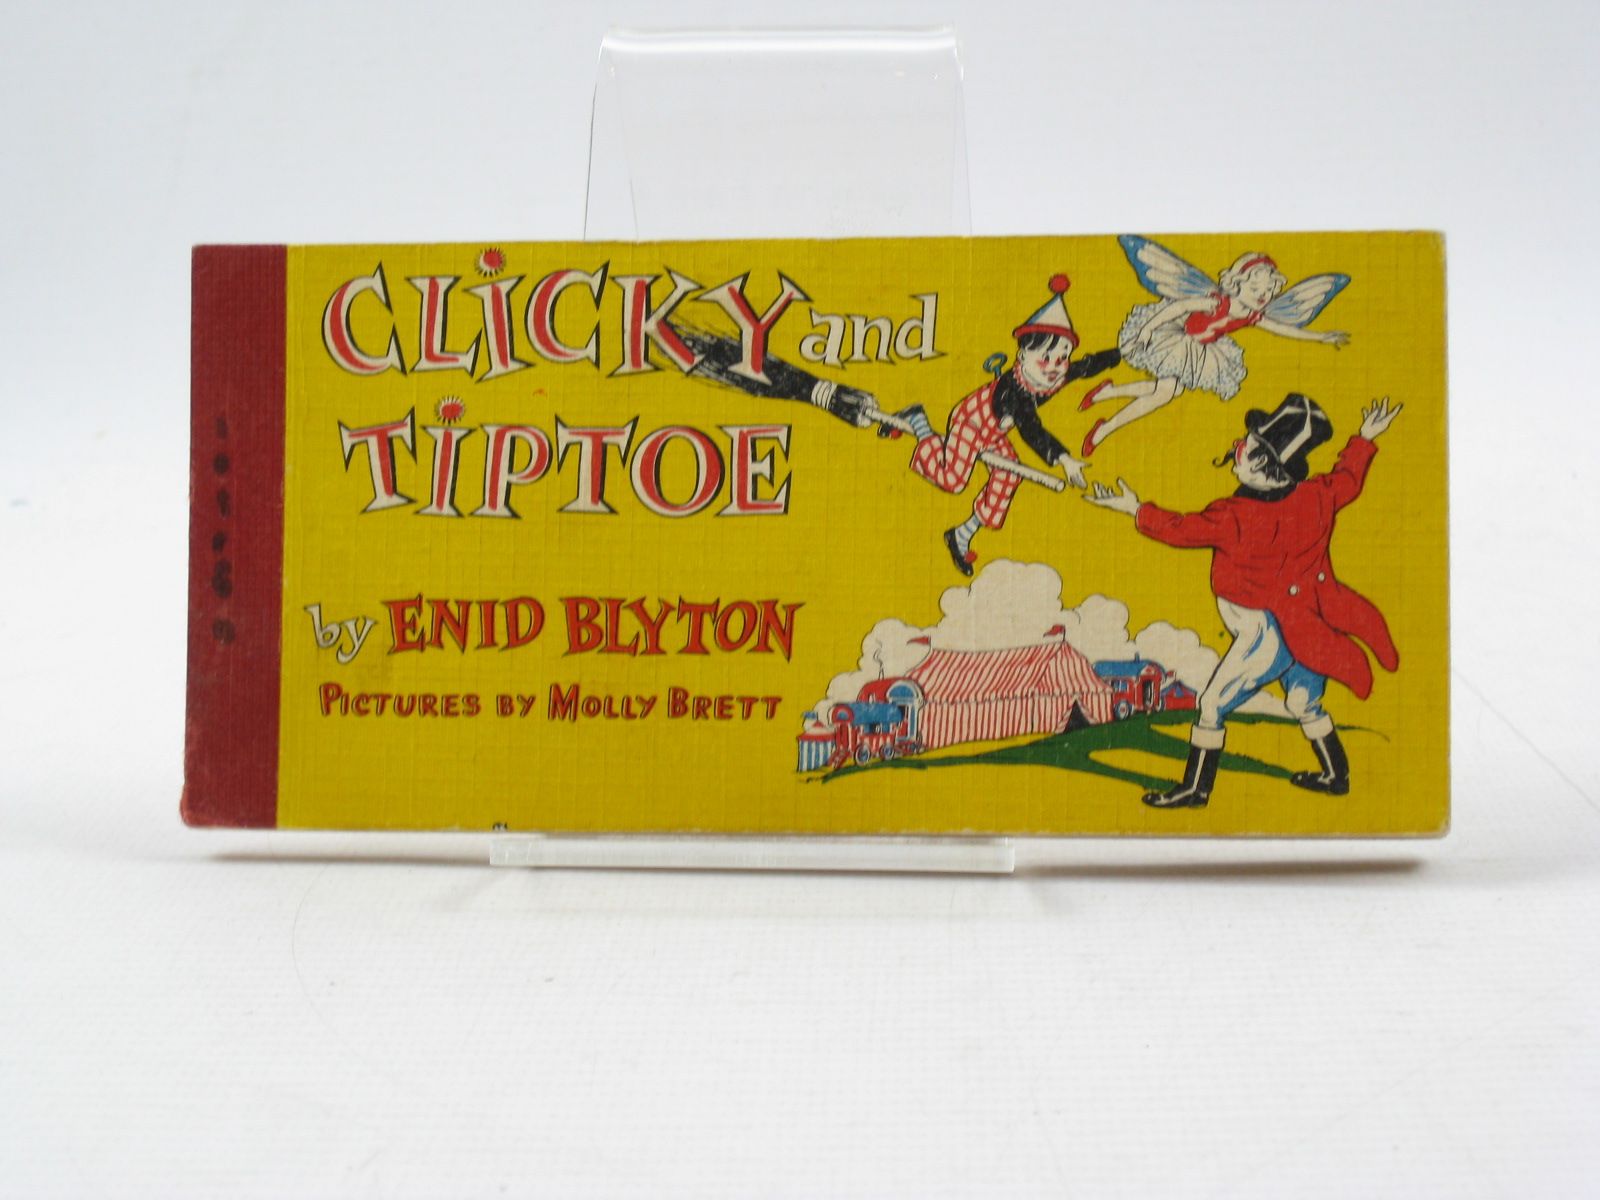 CLiCKY and
TiPTOE
by ENID BLYTON
PICTURES BY MOLLY BRETT